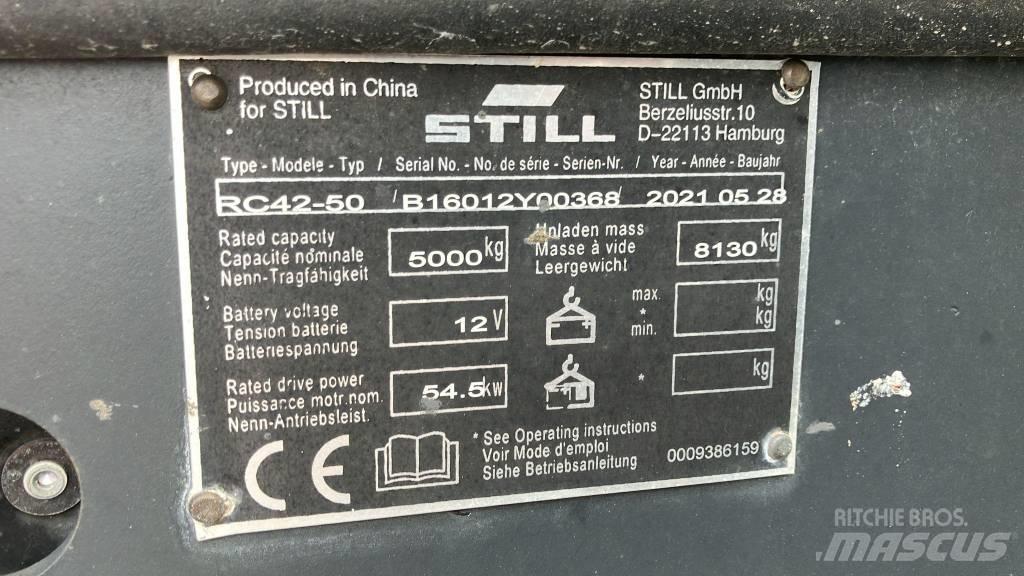 Produced in China
for STILL
STILL
STILL GmbH
Berzeliusstr.10
D-22113 Hamburg
Type - Modele - Typ / Serial No. - No. de série - Serien-Nr. / Year - Année - Baujahr
RC42-50 / B16012Y00368 / 2021 05 28
Rated capacity
Capacité nominale
Nenn-Tragfähigkeit
5000 kg
Unladen mass
Masse à vide
Leergewicht
8130 kg
Battery voltage
Tension batterie
Batteriespannung
12 V
max.
*
min.
kg
kg
Rated drive power
Puissance motr.nom.
Nenn-Antriebsleist.
54.5kw
*
kg
CE
* See Operating instructions
Voir Mode d'emploi
Siehe Betriebsanleitung
0009386159
RITCHIE BROS.
MASCUS